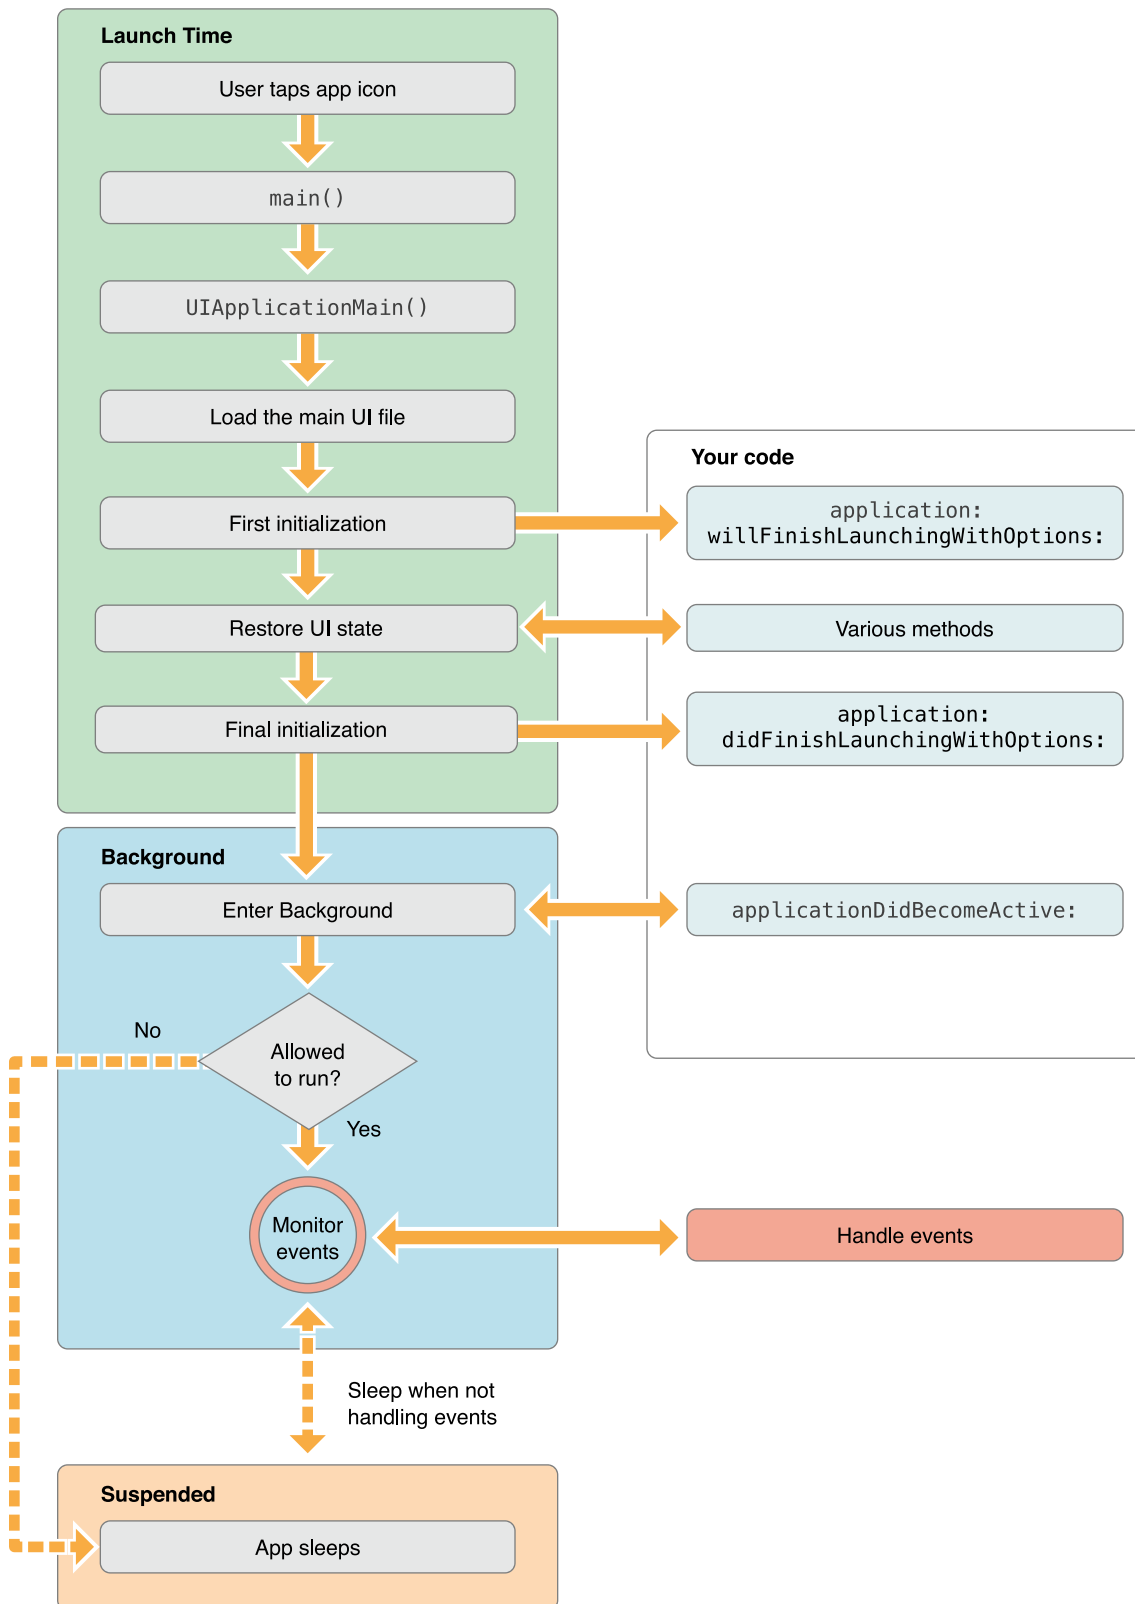 Launch Time
User taps app icon
main()
UIApplicationMain()
Load the main UI file
Your code
First initialization
application:
willFinishLaunchingWithOptions:
Restore UI state
Various methods
Final initialization
application:
didFinishLaunchingWithOptions:
Background
Enter Background
applicationDidBecomeActive:
No
Allowed
to run?
Yes
Monitor
events
Handle events
Sleep when not
handling events
Suspended
App sleeps